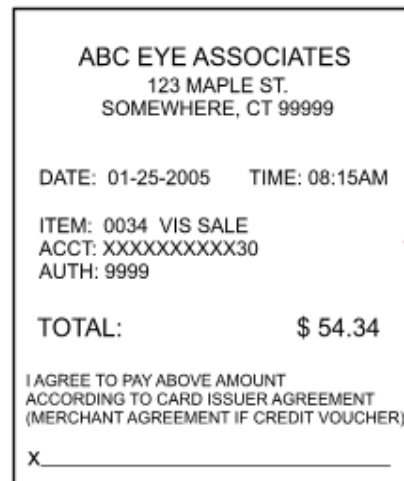 ABC EYE ASSOCIATES
123 MAPLE ST.
SOMEWHERE, CT 99999
DATE: 01-25-2005 TIME: 08:15AM
ITEM: 0034 VIS SALE
ACCT: XXXXXXXXXX30
AUTH: 9999
TOTAL: $ 54.34
I AGREE TO PAY ABOVE AMOUNT
ACCORDING TO CARD ISSUER AGREEMENT
(MERCHANT AGREEMENT IF CREDIT VOUCHER)
X